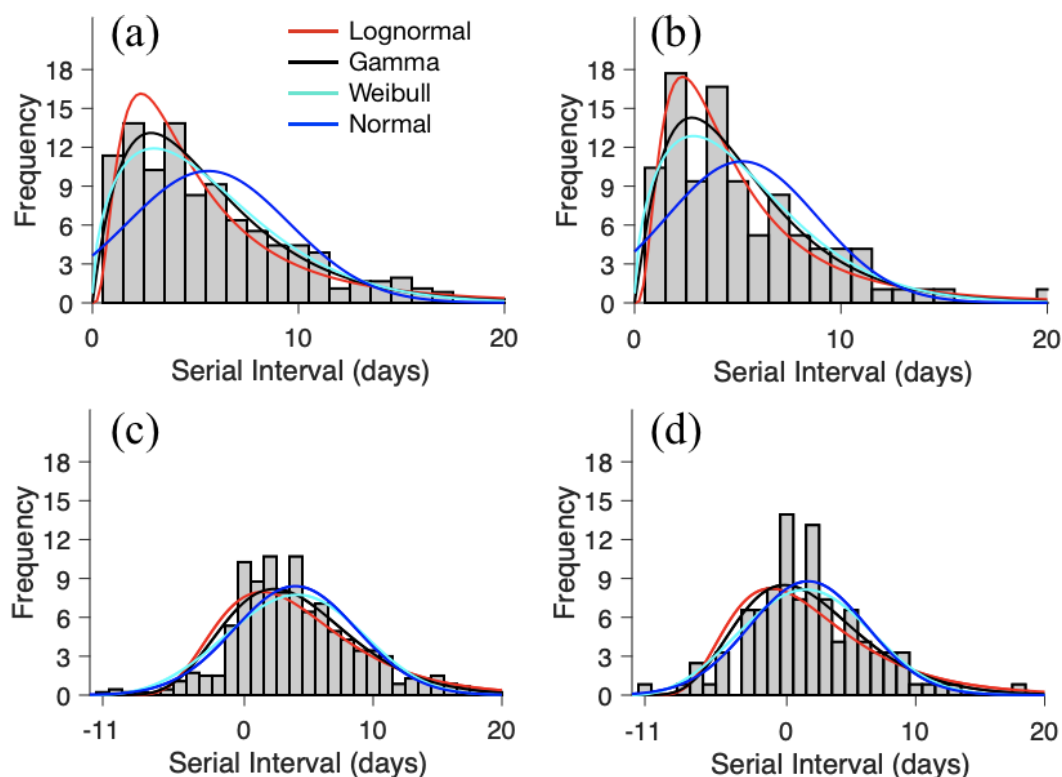 (a)
Lognormal
Gamma
Weibull
Normal
Frequency
18
15
12
9
6
3
0
0 10 20
Serial Interval (days)
(b)
Frequency
18
15
12
9
6
3
0
0 10 20
Serial Interval (days)
(c)
Frequency
18
15
12
9
6
3
0
-11 0 10 20
Serial Interval (days)
(d)
Frequency
18
15
12
9
6
3
0
-11 0 10 20
Serial Interval (days)